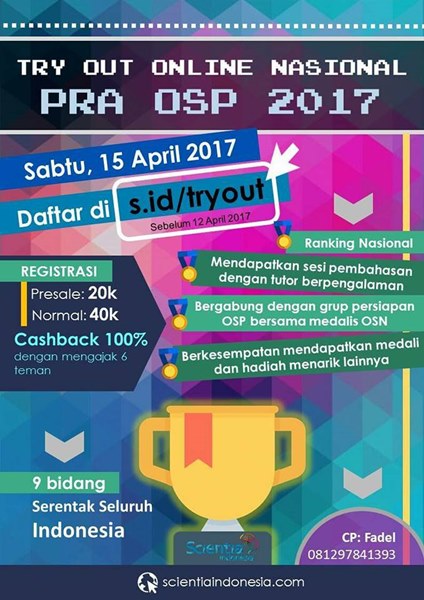 TRY OUT ONLINE NASIONAL
PRA OSP 2017
Sabtu, 15 April 2017
Daftar di s.id/tryout
Sebelum 12 April 2017
Ranking Nasional
Mendapatkan sesi pembahasan
dengan tutor berpengalaman
Bergabung dengan grup persiapan
OSP bersama medalis OSN
Berkesempatan mendapatkan medali
dan hadiah menarik lainnya
REGISTRASI
Presale: 20k
Normal: 40k
Cashback 100%
dengan mengajak 6
teman
9 bidang
Serentak Seluruh
Indonesia
Scientia
CP: Fadel
081297841393
scientiaindonesia.com